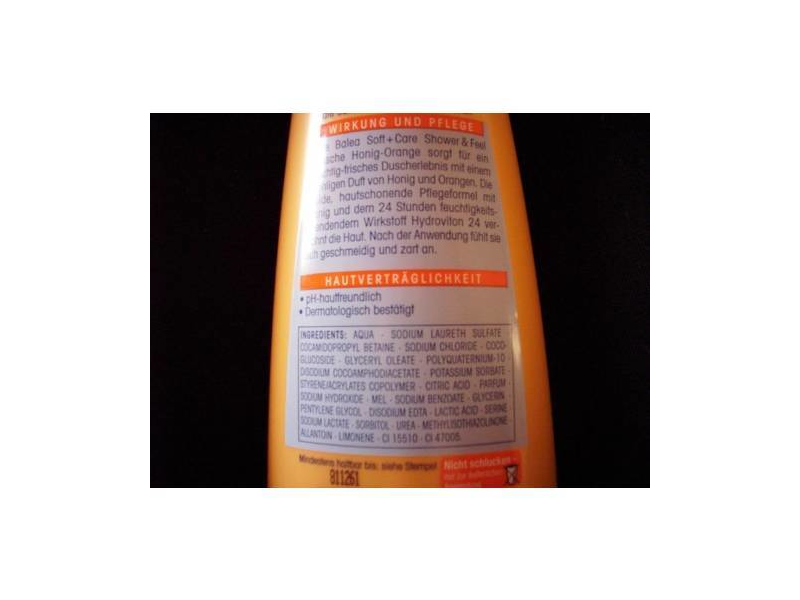 WIRKUNG UND PFLEGE
Balea Soft+Care Shower & Feel
Honig-Orange sorgt für ein
frisches Duscherlebnis mit einem
Duft von Honig und Orangen. Die
hautschonende Pflegeformel mit
und dem 24 Stunden feuchtigkeits-
Wirkstoff Hydroviton 24 ver-
die Haut. Nach der Anwendung fühlt sie
geschmeidig und zart an.
HAUTVERTRÄGLICHKEIT
• pH-hautfreundlich
• Dermatologisch bestätigt
INGREDIENTS: AQUA · SODIUM LAURETH SULFATE
COCAMIDOPROPYL BETAINE · SODIUM CHLORIDE · COCO-
GLUCOSIDE · GLYCERYL OLEATE · POLYQUATERNIUM-10
DISODIUM COCOAMPHODIACETATE · POTASSIUM SORBATE
STYRENE/ACRYLATES COPOLYMER · CITRIC ACID · PARFUM
SODIUM HYDROXIDE · MEL · SODIUM BENZOATE · GLYCERIN
PENTYLENE GLYCOL · DISODIUM EDTA · LACTIC ACID · SERINE
SODIUM LACTATE · SORBITOL · UREA · METHYLISOTHIAZOLINONE
ALLANTOIN · LIMONENE · CI 15510 · CI 47005
Mindestens haltbar bis: siehe Stempel
811261
Nicht schlucken -
nur zur äußerlichen